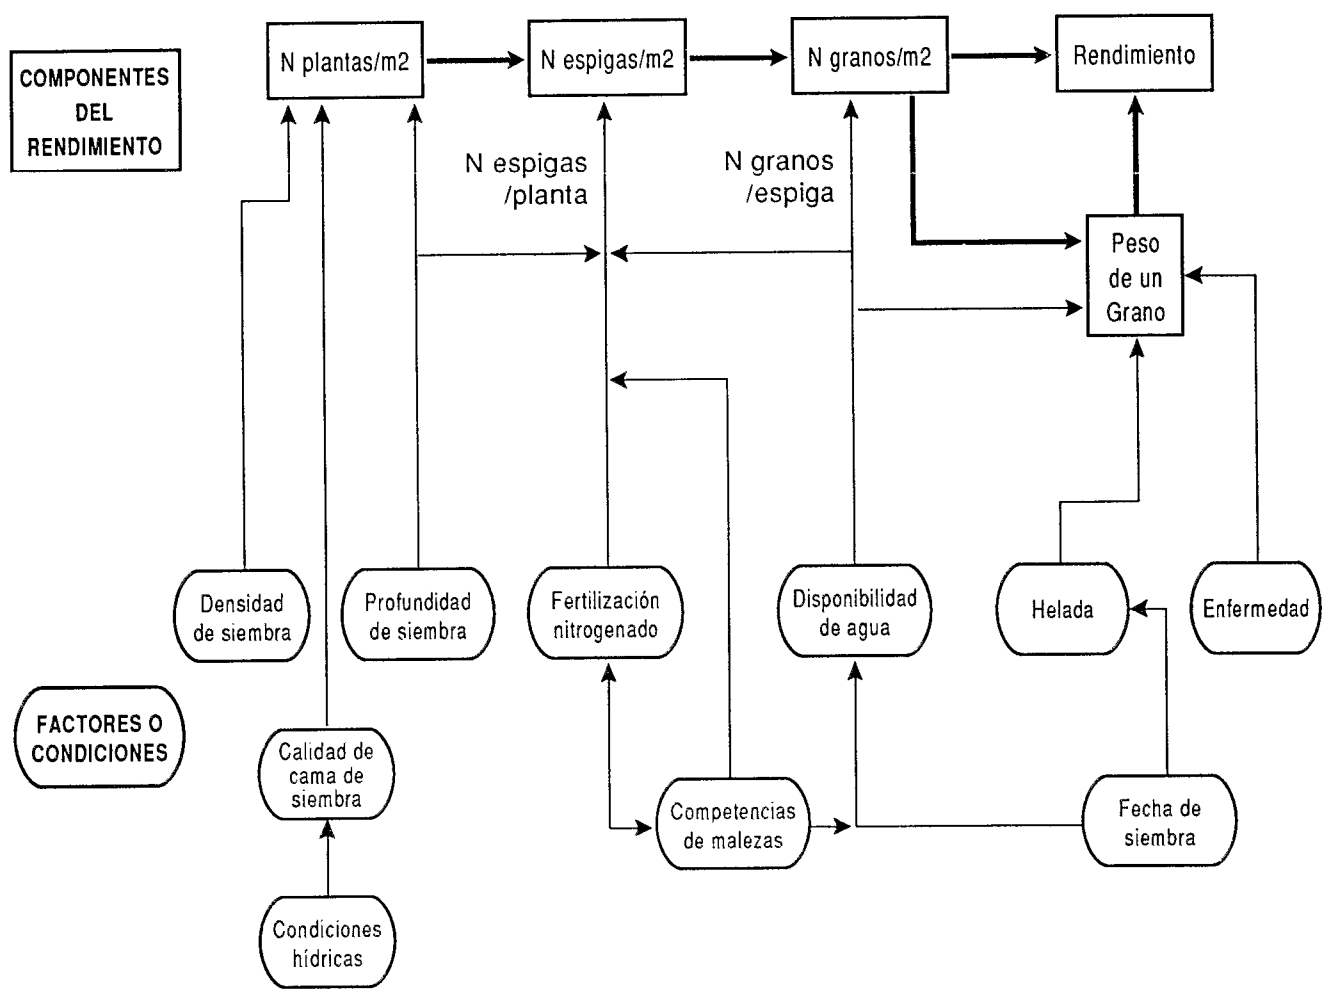 COMPONENTES
DEL
RENDIMIENTO
N plantas/m2
N espigas/m2
N granos/m2
Rendimiento
N espigas
/planta
N granos
/espiga
Peso
de un
Grano
Densidad
de siembra
Profundidad
de siembra
Fertilización
nitrogenado
Disponibilidad
de agua
Helada
Enfermedad
FACTORES O
CONDICIONES
Calidad de
cama de
siembra
Competencias
de malezas
Fecha de
siembra
Condiciones
hídricas